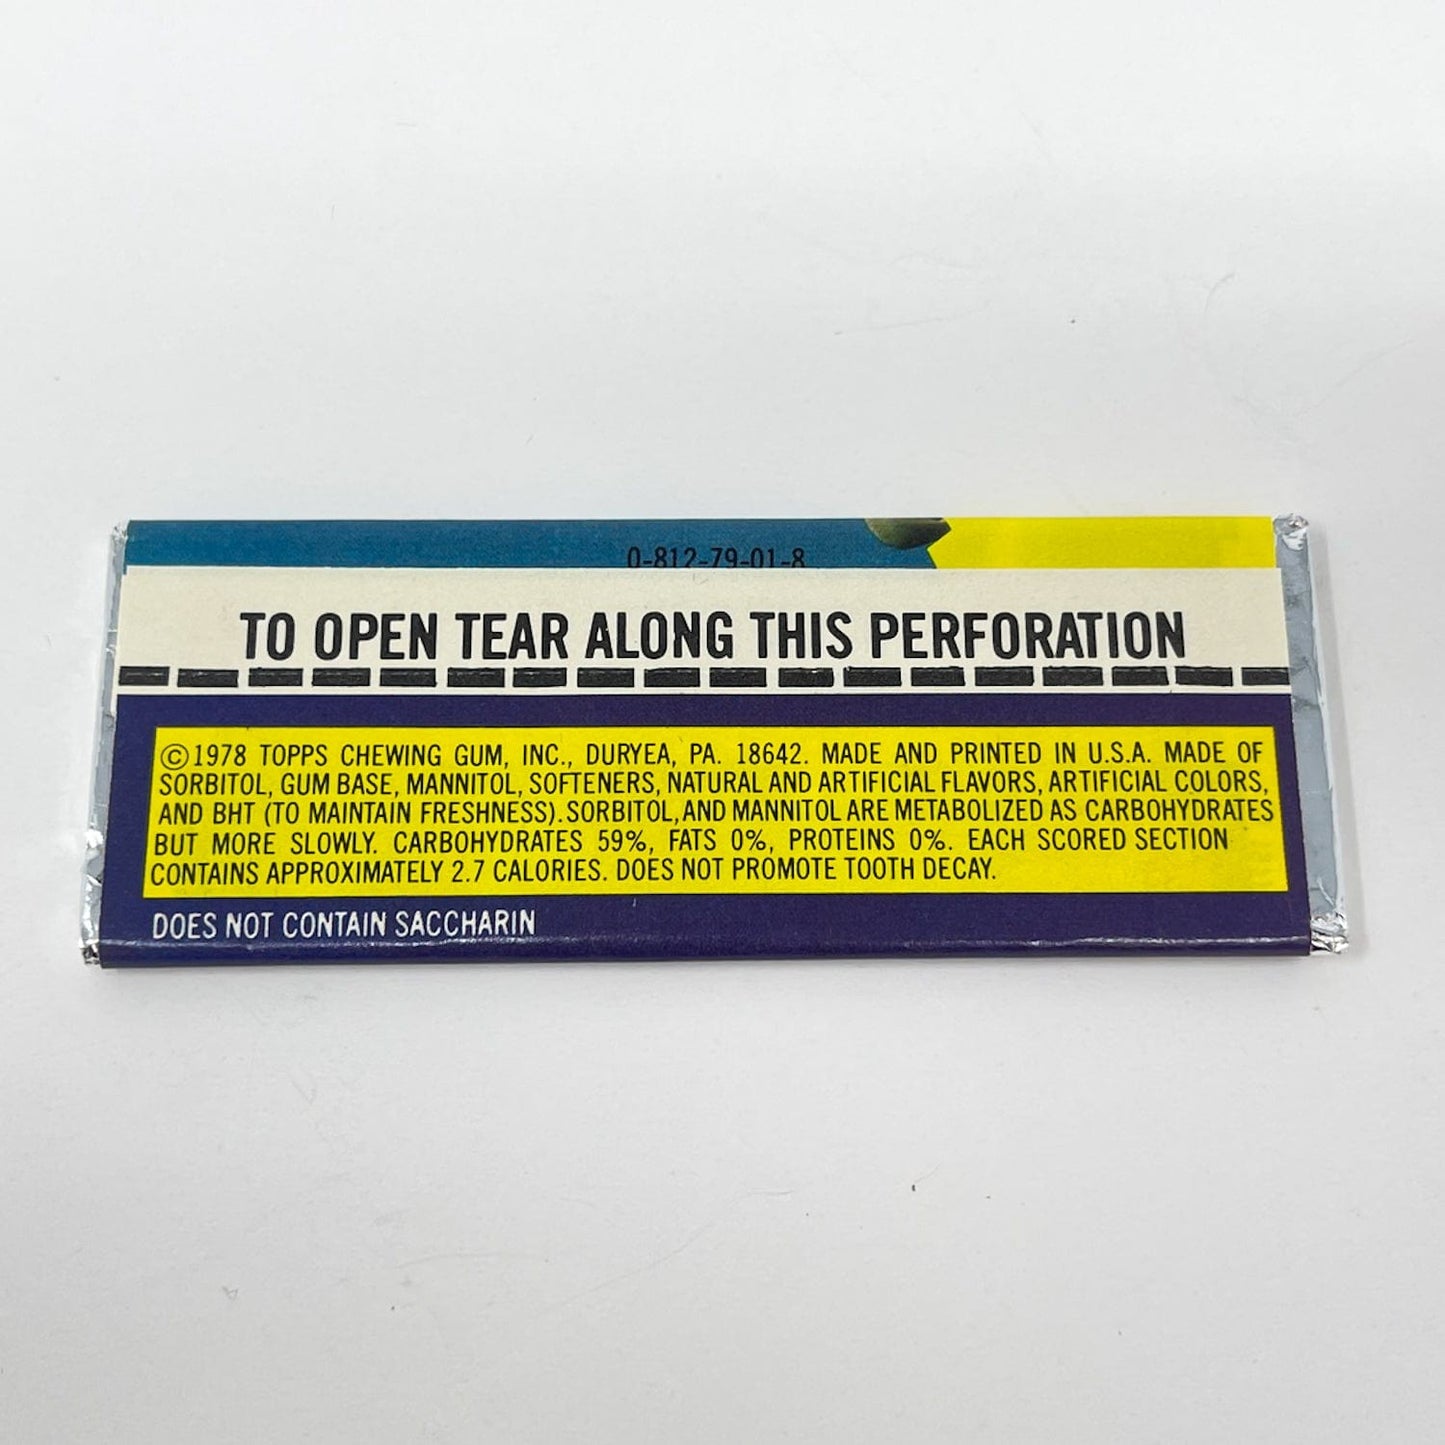 0-812-79-01-8
TO OPEN TEAR ALONG THIS PERFORATION
©1978 TOPPS CHEWING GUM, INC., DURYEA, PA. 18642. MADE AND PRINTED IN U.S.A. MADE OF
SORBITOL, GUM BASE, MANNITOL, SOFTENERS, NATURAL AND ARTIFICIAL FLAVORS, ARTIFICIAL COLORS,
AND BHT (TO MAINTAIN FRESHNESS). SORBITOL, AND MANNITOL ARE METABOLIZED AS CARBOHYDRATES
BUT MORE SLOWLY. CARBOHYDRATES 59%, FATS 0%, PROTEINS 0%. EACH SCORED SECTION
CONTAINS APPROXIMATELY 2.7 CALORIES. DOES NOT PROMOTE TOOTH DECAY.
DOES NOT CONTAIN SACCHARIN